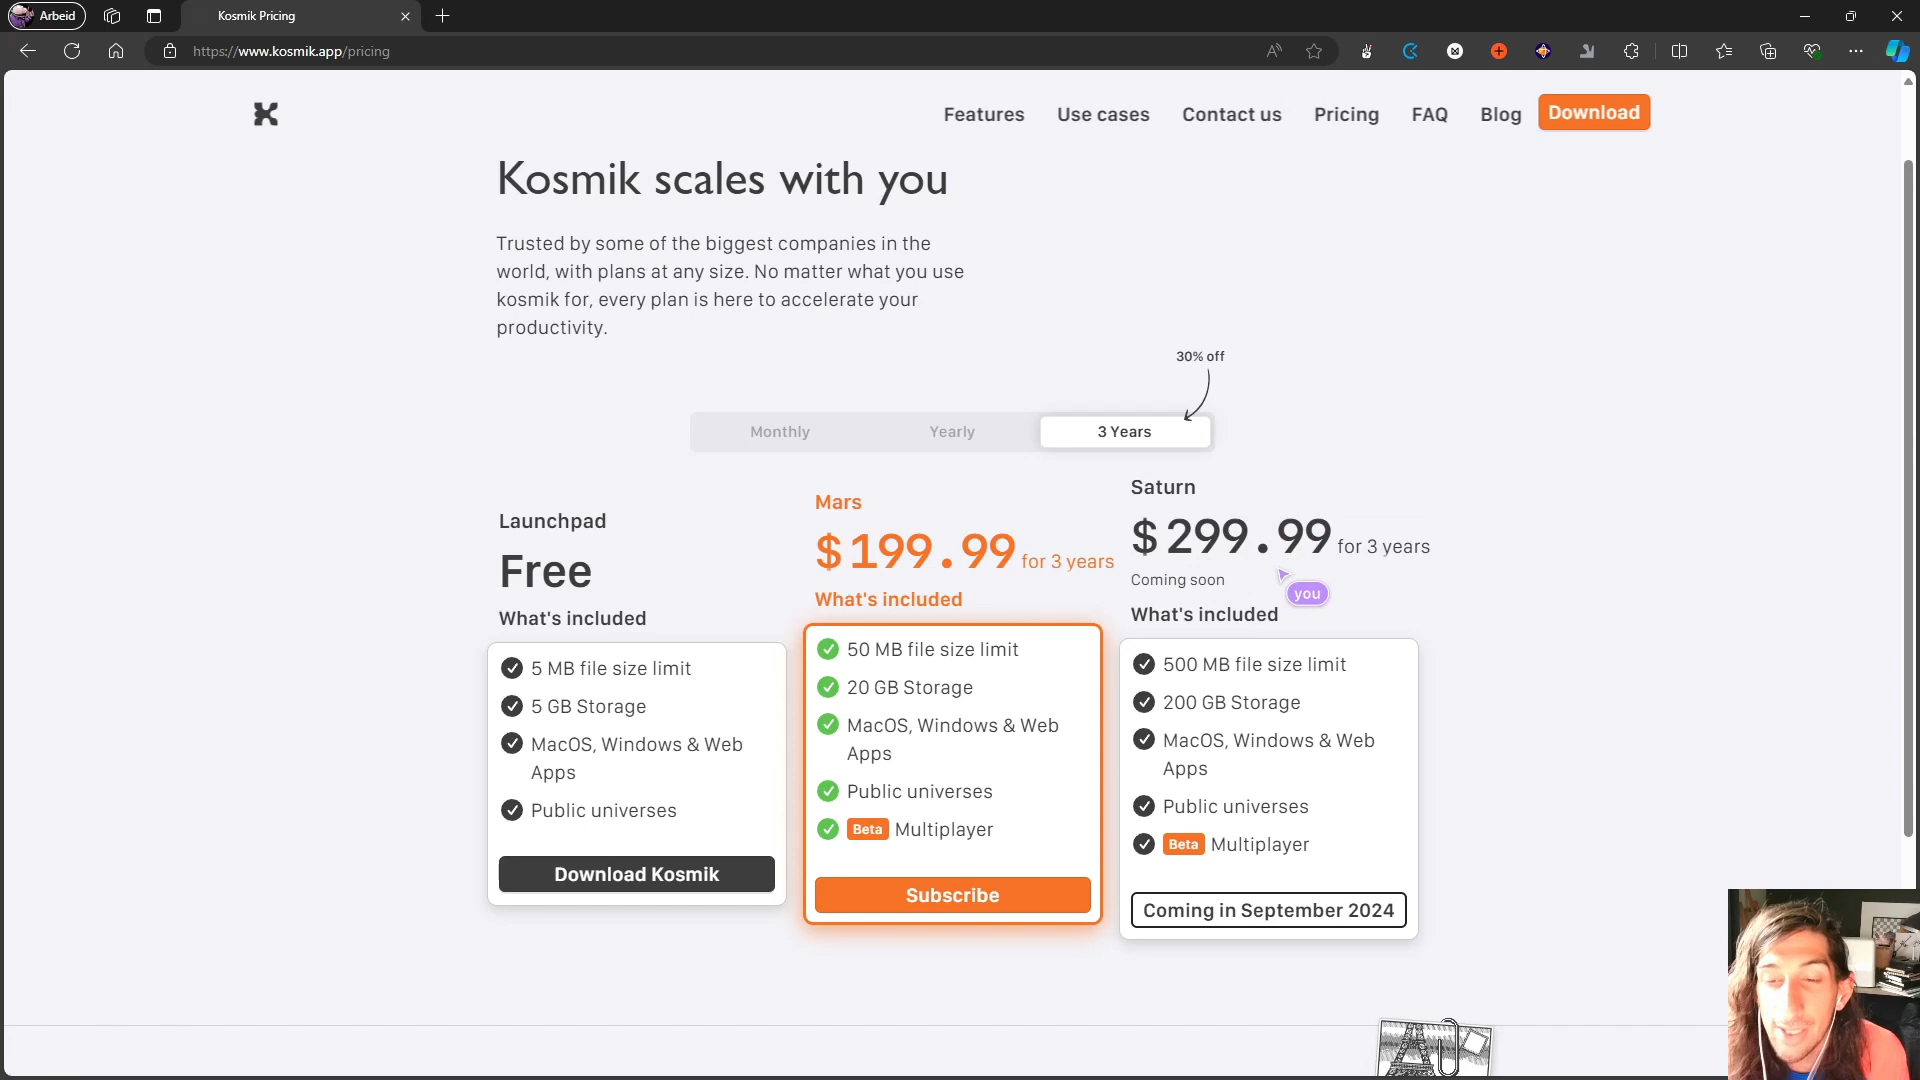 Arbeid
Kosmik Pricing
https://www.kosmik.app/pricing
Features
Use cases
Contact us
Pricing
FAQ
Blog
Download
Kosmik scales with you
Trusted by some of the biggest companies in the
world, with plans at any size. No matter what you use
kosmik for, every plan is here to accelerate your
productivity.
30% off
Monthly
Yearly
3 Years
Launchpad
Free
What's included
5 MB file size limit
5 GB Storage
MacOS, Windows & Web
Apps
Public universes
Download Kosmik
Mars
$199.99 for 3 years
What's included
50 MB file size limit
20 GB Storage
MacOS, Windows & Web
Apps
Public universes
Beta Multiplayer
Subscribe
Saturn
$299.99 for 3 years
Coming soon
you
What's included
500 MB file size limit
200 GB Storage
MacOS, Windows & Web
Apps
Public universes
Beta Multiplayer
Coming in September 2024